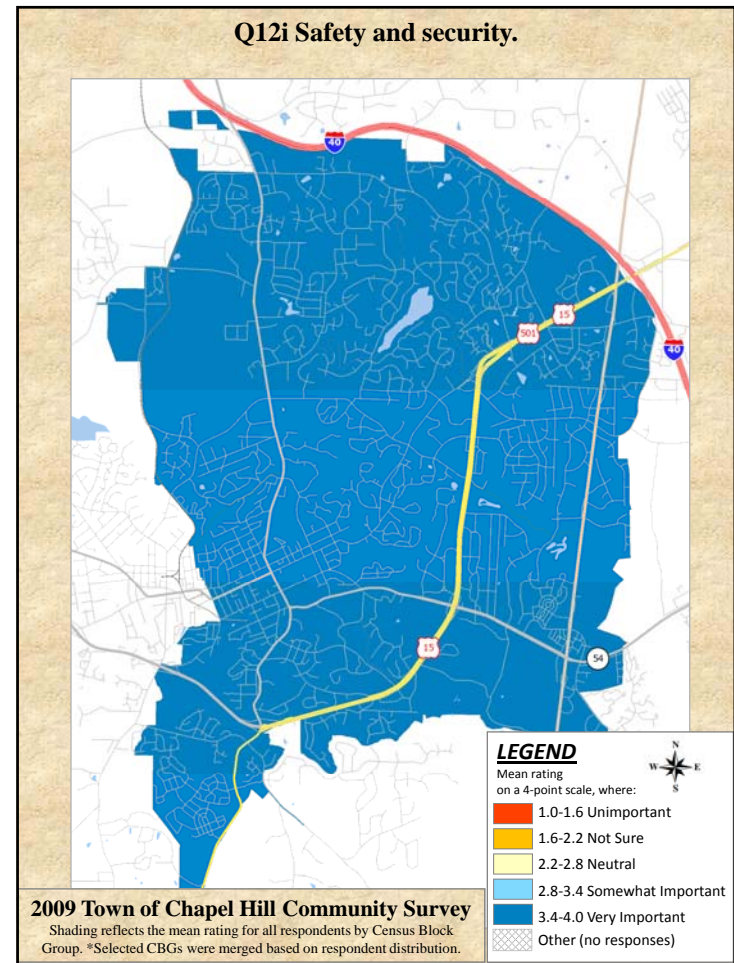 Q12i Safety and security.
40
15
501
40
15
54
LEGEND
Mean rating
on a 4-point scale, where:
N
W E
S
1.0-1.6 Unimportant
1.6-2.2 Not Sure
2.2-2.8 Neutral
2.8-3.4 Somewhat Important
3.4-4.0 Very Important
Other (no responses)
2009 Town of Chapel Hill Community Survey
Shading reflects the mean rating for all respondents by Census Block
Group. *Selected CBGs were merged based on respondent distribution.